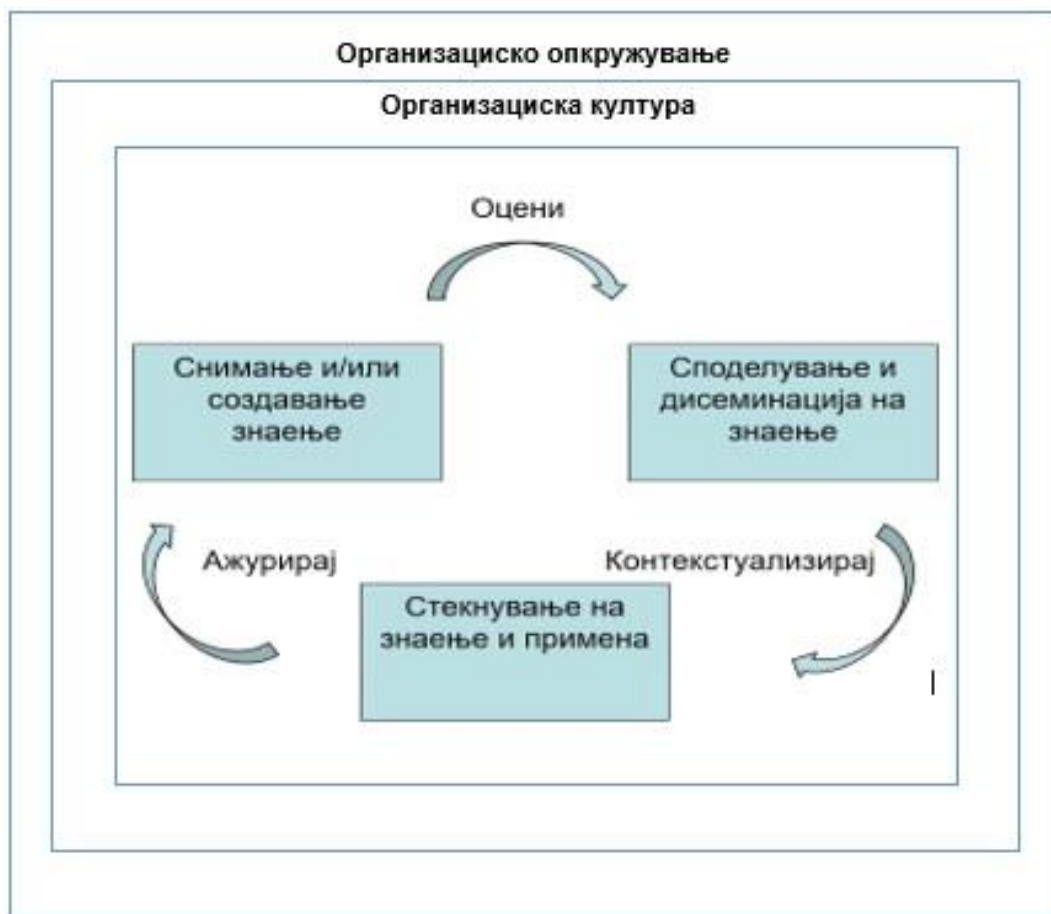 Организациско опкружување
Организациска култура
Оцени
Снимање и/или
создавање
знаење
Споделување и
дисеминација на
знаење
Ажурирај
Контекстуализирај
Стекнување на
знаење и примена